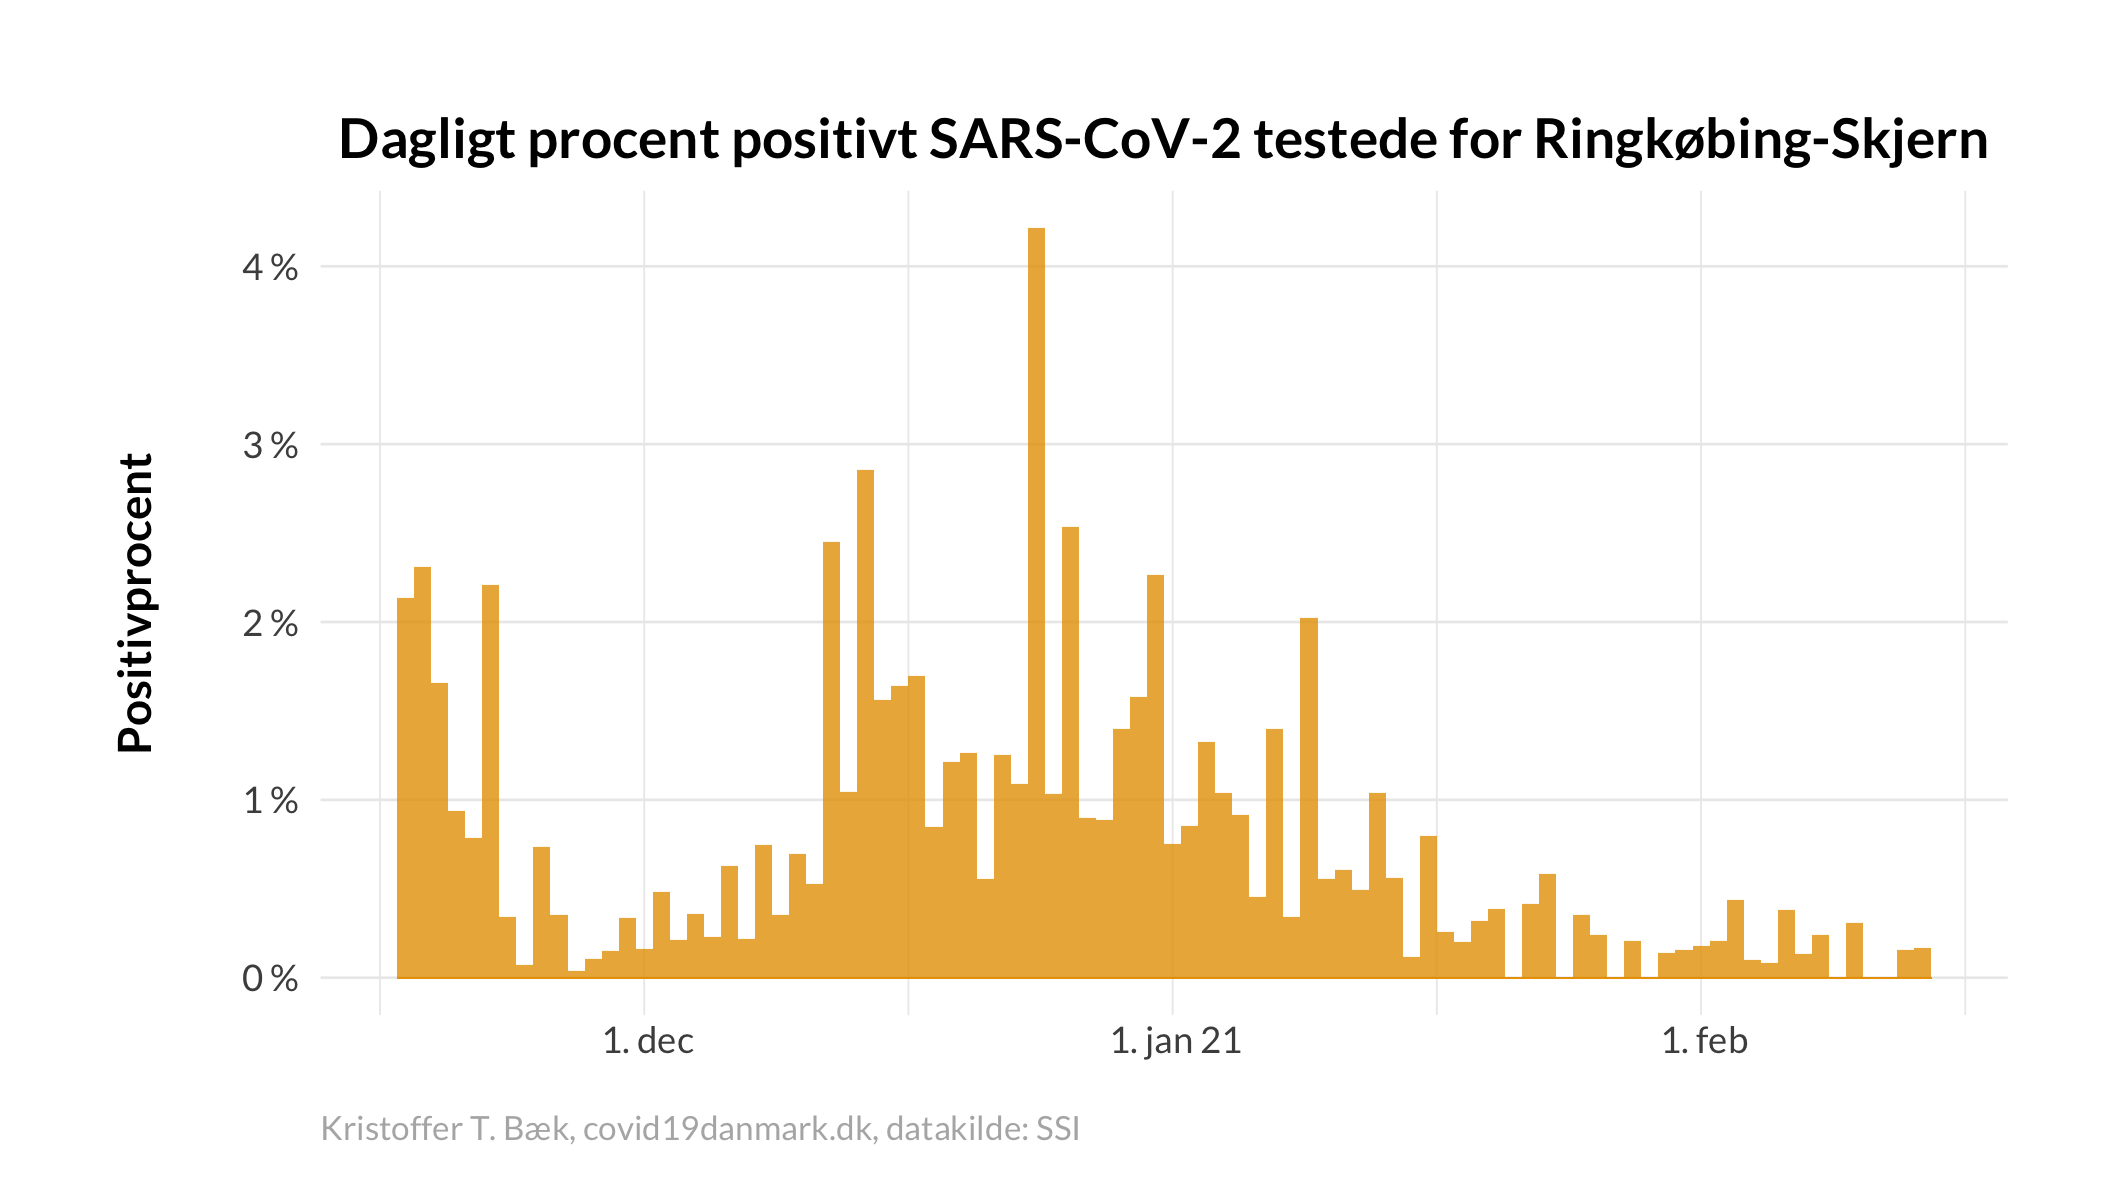 Dagligt procent positivt SARS-CoV-2 testede for Ringkøbing-Skjern
Positivprocent
4 %
3 %
2 %
1 %
0 %
1. dec
1. jan 21
1. feb
Kristoffer T. Bæk, covid19danmark.dk, datakilde: SSI